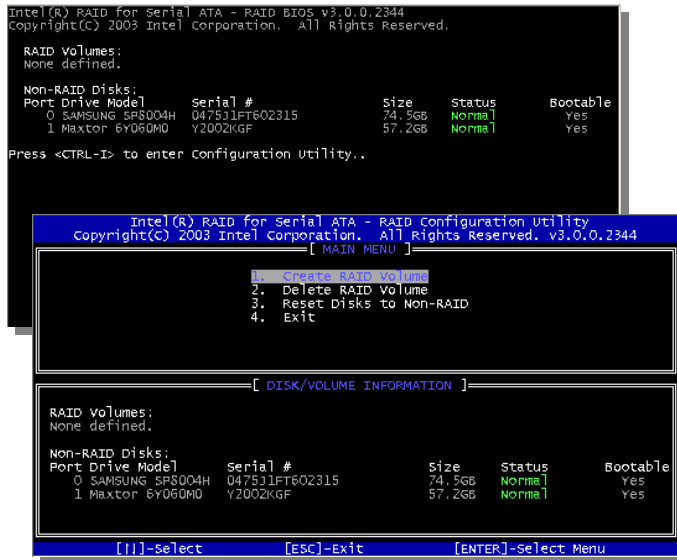 Intel(R) RAID for Serial ATA - RAID BIOS v3.0.0.2344
Copyright(C) 2003 Intel Corporation.  All Rights Reserved.
RAID Volumes:
None defined.
Non-RAID Disks:
Port Drive Model Serial # Size Status Bootable
0 SAMSUNG SP8004H 0475J1FT602315 74.5GB Normal Yes
1 Maxtor 6Y060M0 Y2002KGF 57.2GB Normal Yes
Press <CTRL-I> to enter Configuration Utility..
Intel(R) RAID for Serial ATA - RAID Configuration Utility
Copyright(C) 2003 Intel Corporation.  All Rights Reserved. v3.0.0.2344
[ MAIN MENU ]
1. Create RAID Volume
2. Delete RAID Volume
3. Reset Disks to Non-RAID
4. Exit
[ DISK/VOLUME INFORMATION ]
RAID Volumes:
None defined.
Non-RAID Disks:
Port Drive Model Serial # Size Status Bootable
0 SAMSUNG SP8004H 0475J1FT602315 74.5GB Normal Yes
1 Maxtor 6Y060M0 Y2002KGF 57.2GB Normal Yes
[↑↓]-Select [ESC]-Exit [ENTER]-Select Menu